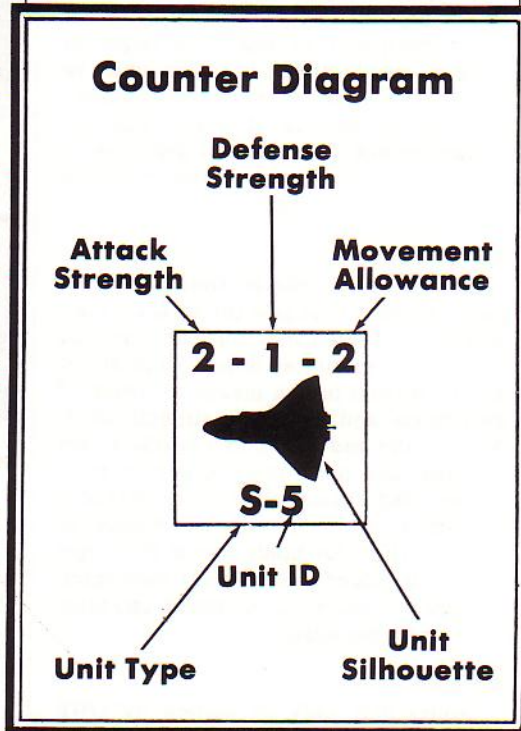 Counter Diagram
Defense
Strength
Attack
Strength
Movement
Allowance
2 - 1 - 2
S-5
Unit ID
Unit Type
Unit
Silhouette